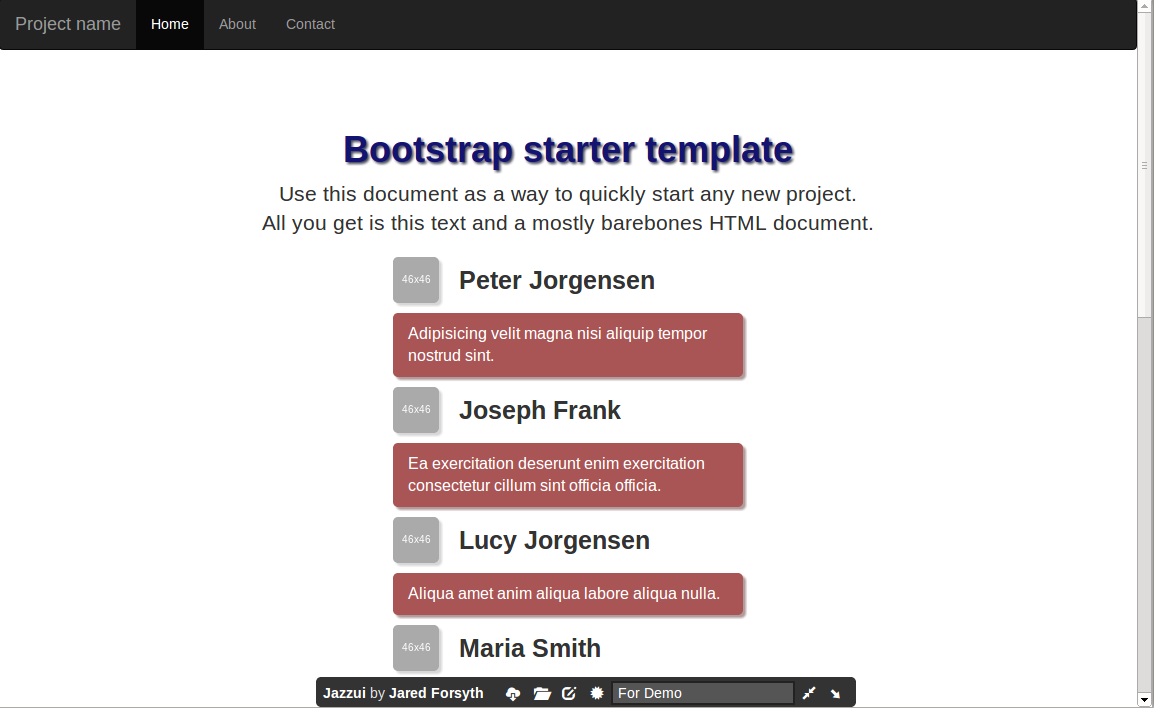 Project name Home About Contact
Bootstrap starter template
Use this document as a way to quickly start any new project.
All you get is this text and a mostly barebones HTML document.
46x46 Peter Jorgensen
Adipisicing velit magna nisi aliquip tempor
nostrud sint.
46x46 Joseph Frank
Ea exercitation deserunt enim exercitation
consectetur cillum sint officia officia.
46x46 Lucy Jorgensen
Aliqua amet anim aliqua labore aliqua nulla.
46x46 Maria Smith
Jazzui by Jared Forsyth For Demo